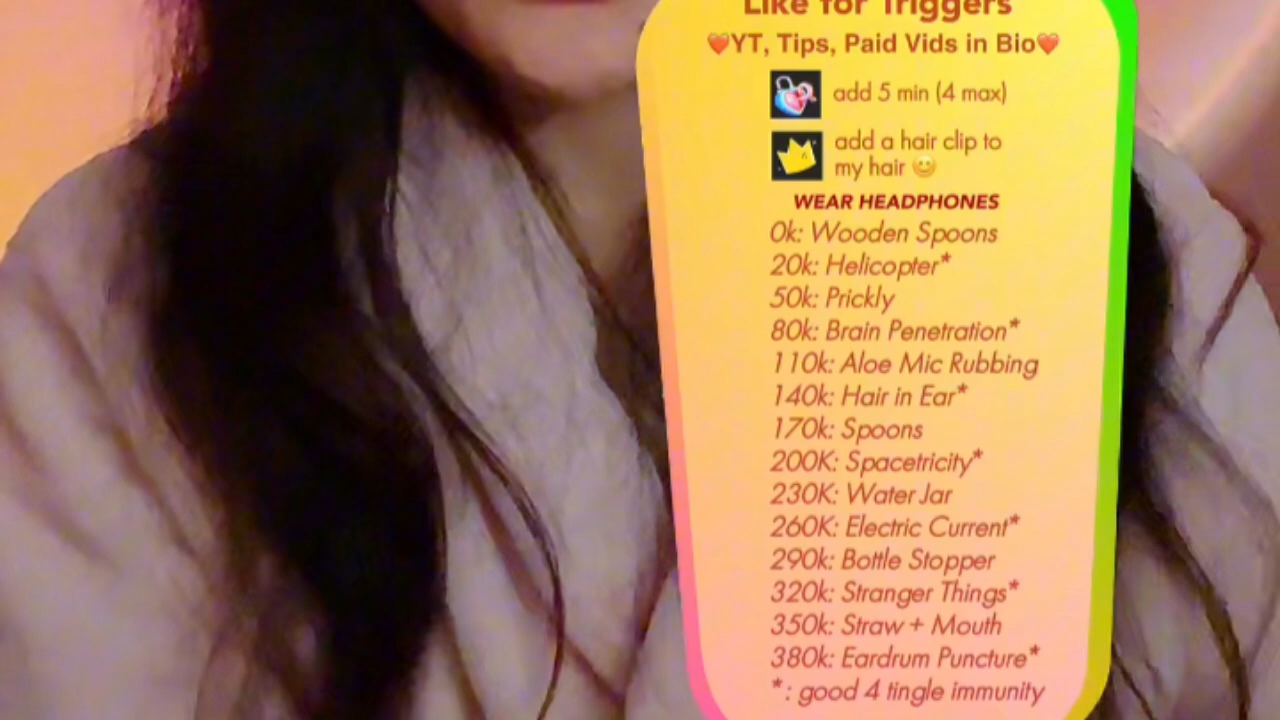 Like for Triggers
❤️YT, Tips, Paid Vids in Bio❤️
add 5 min (4 max)
add a hair clip to
my hair 😊
WEAR HEADPHONES
0k: Wooden Spoons
20k: Helicopter*
50k: Prickly
80k: Brain Penetration*
110k: Aloe Mic Rubbing
140k: Hair in Ear*
170k: Spoons
200K: Spacetricity*
230K: Water Jar
260K: Electric Current*
290k: Bottle Stopper
320k: Stranger Things*
350k: Straw + Mouth
380k: Eardrum Puncture*
*: good 4 tingle immunity